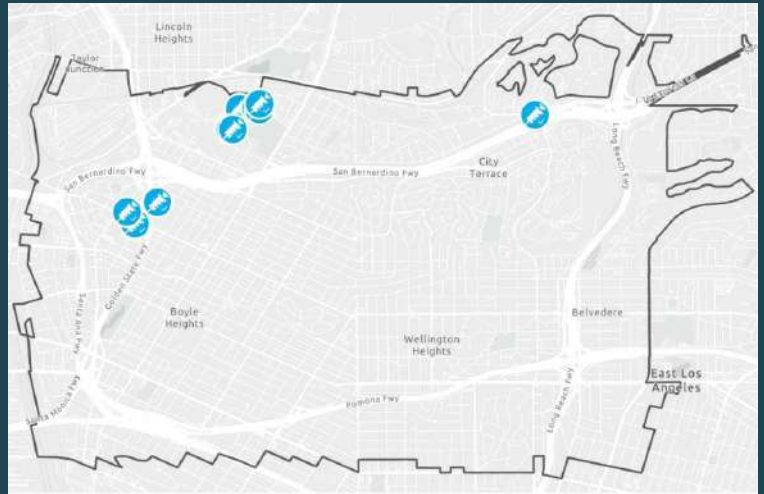 Lincoln
Heights
Taylor
Junction
San Bernardino Fwy
San Bernardino Fwy
City
Terrace
Long Beach Fwy
Golden State Fwy
Santa Ana Fwy
Boyle
Heights
Belvedere
Wellington
Heights
East Los
Angeles
Santa Monica Fwy
Pomona Fwy
Long Beach Fwy